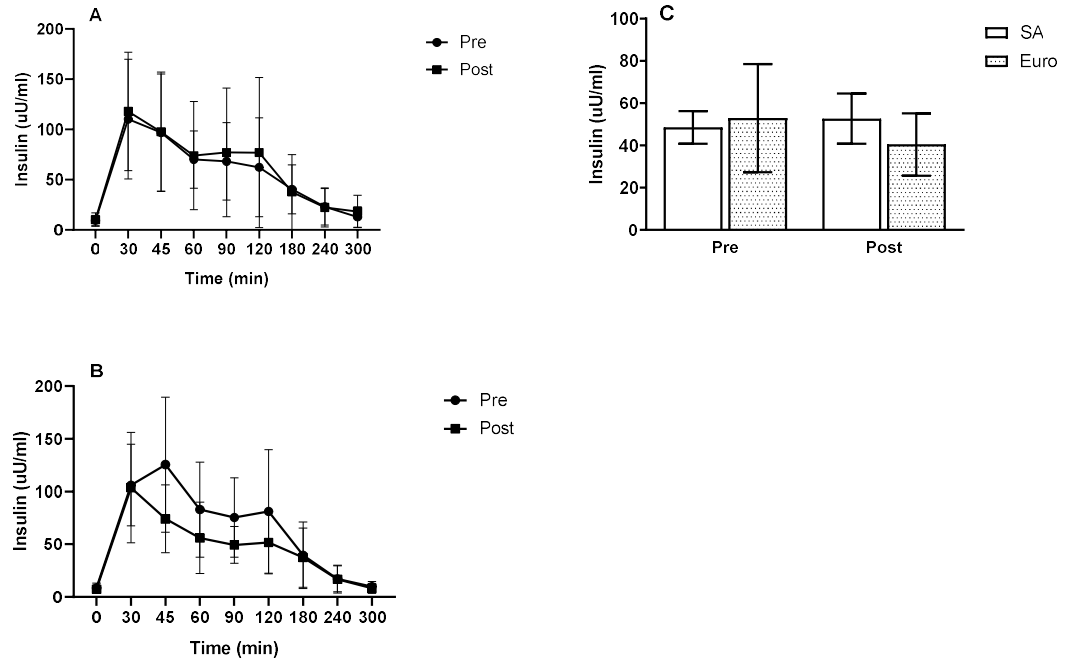 A
200
150
100
50
0
Insulin (uU/ml)
0 30 45 60 90 120 180 240 300
Time (min)
Pre
Post
C
100
80
60
40
20
0
Insulin (uU/ml)
Pre Post
SA
Euro
B
200
150
100
50
0
Insulin (uU/ml)
0 30 45 60 90 120 180 240 300
Time (min)
Pre
Post